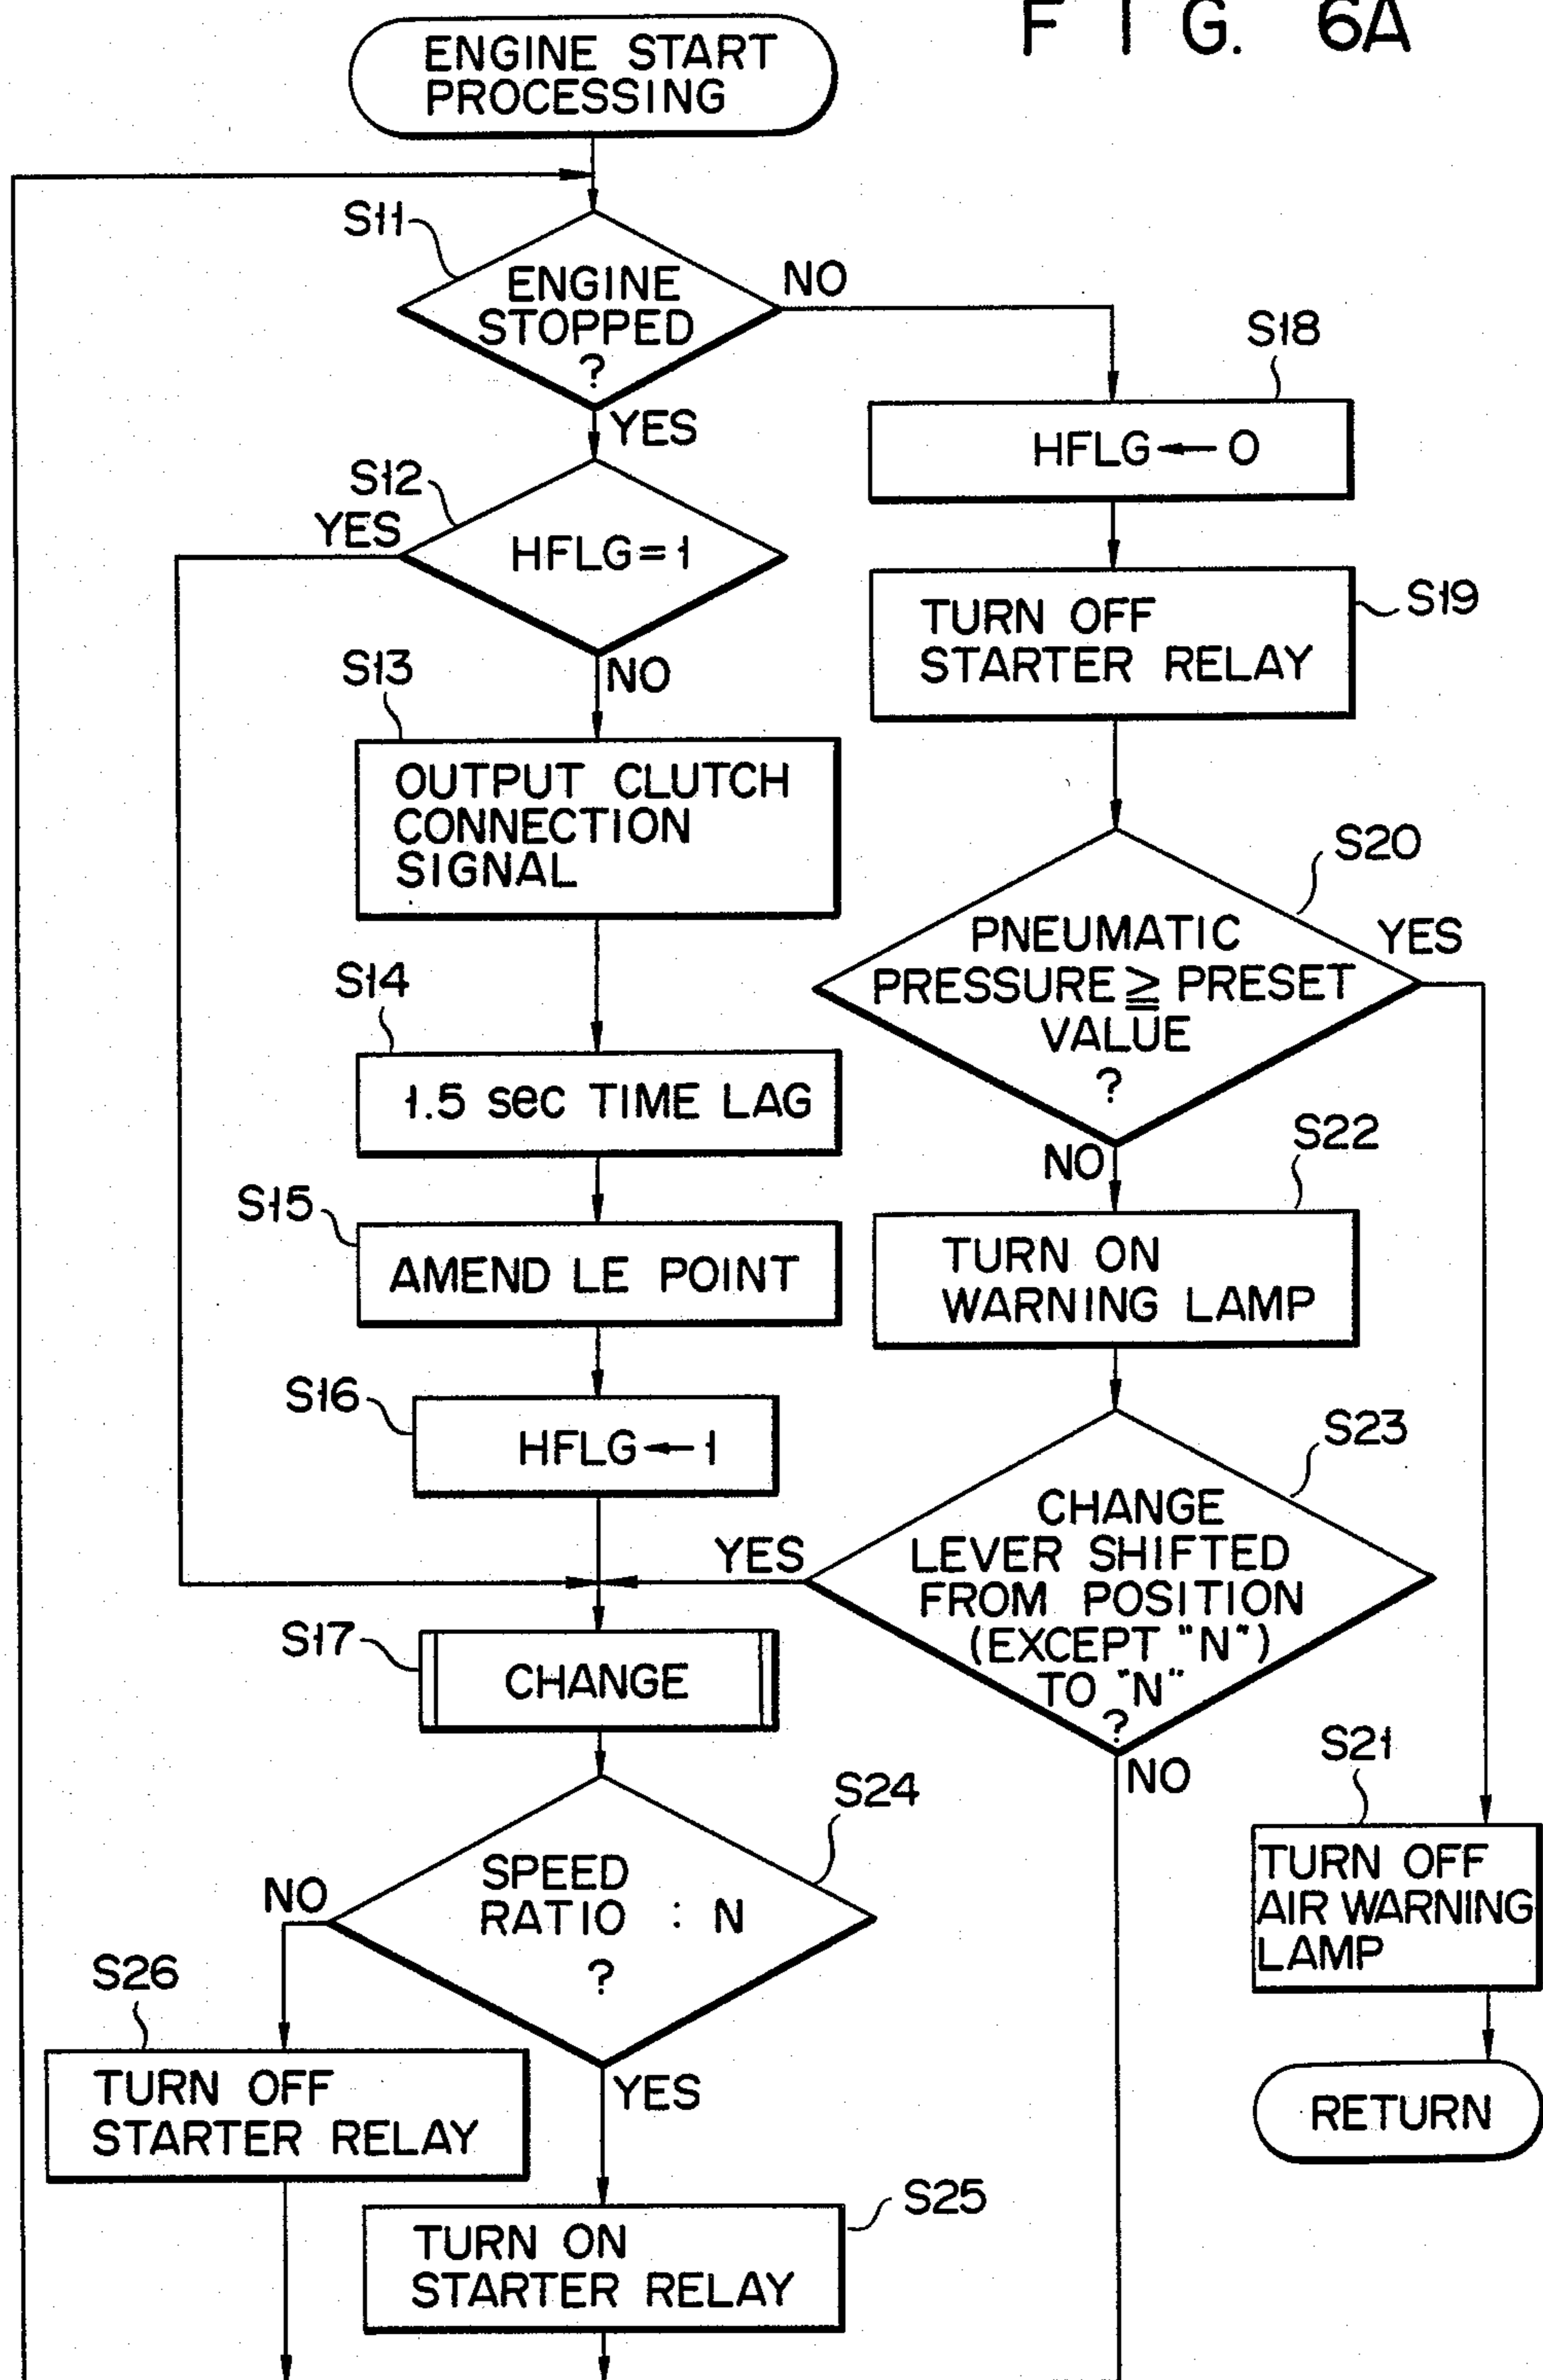 F I G. 6A
ENGINE START
PROCESSING
S11
ENGINE
STOPPED
?
NO
YES
S18
HFLG ← 0
S12
YES
HFLG = 1
NO
S19
TURN OFF
STARTER RELAY
S13
OUTPUT CLUTCH
CONNECTION
SIGNAL
S20
PNEUMATIC
PRESSURE ≧ PRESET
VALUE
?
YES
NO
S14
1.5 sec TIME LAG
S22
TURN ON
WARNING LAMP
S15
AMEND LE POINT
S16
HFLG ← 1
S23
CHANGE
LEVER SHIFTED
FROM POSITION
(EXCEPT "N")
TO "N"
?
YES
NO
S17
CHANGE
S21
TURN OFF
AIR WARNING
LAMP
RETURN
S24
SPEED
RATIO : N
?
NO
YES
S26
TURN OFF
STARTER RELAY
S25
TURN ON
STARTER RELAY